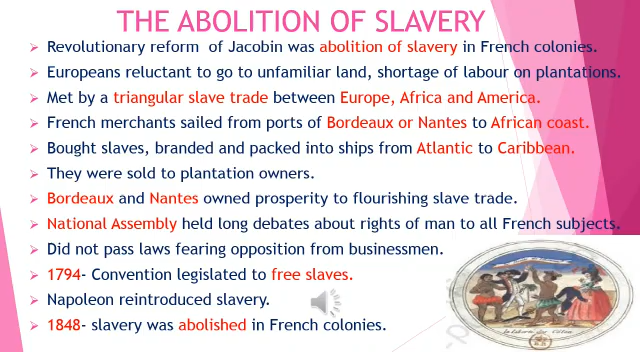 THE ABOLITION OF SLAVERY
Revolutionary reform of Jacobin was abolition of slavery in French colonies.
Europeans reluctant to go to unfamiliar land, shortage of labour on plantations.
Met by a triangular slave trade between Europe, Africa and America.
French merchants sailed from ports of Bordeaux or Nantes to African coast.
Bought slaves, branded and packed into ships from Atlantic to Caribbean.
They were sold to plantation owners.
Bordeaux and Nantes owned prosperity to flourishing slave trade.
National Assembly held long debates about rights of man to all French subjects.
Did not pass laws fearing opposition from businessmen.
1794- Convention legislated to free slaves.
Napoleon reintroduced slavery.
1848- slavery was abolished in French colonies.